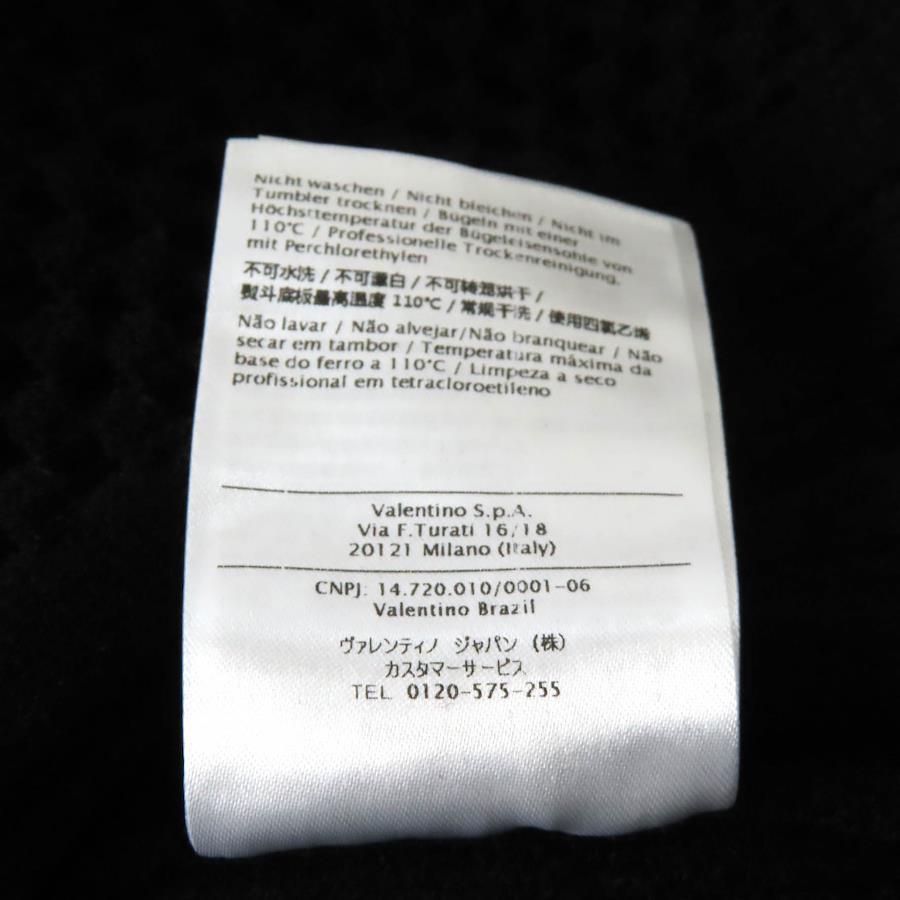 Nicht waschen / Nicht bleichen / Nicht im
Tumbler trocknen / Bügeln mit einer
Höchsttemperatur der Bügeleisensohle von
110°C / Professionelle Trockenreinigung,
mit Perchlorethylen
不可水洗 / 不可漂白 / 不可转笼烘干 /
熨斗底板最高温度 110°C / 常规干洗 / 使用四氯乙烯
Não lavar / Não alvejar/Não branquear / Não
secar em tambor / Temperatura máxima da
base do ferro a 110°C / Limpeza a seco
profissional em tetracloroetileno
Valentino S.p.A.
Via F.Turati 16/18
20121 Milano (Italy)
CNPJ: 14.720.010/0001-06
Valentino Brazil
ヴァレンティノ ジャパン (株)
カスタマーサービス
TEL 0120-575-255